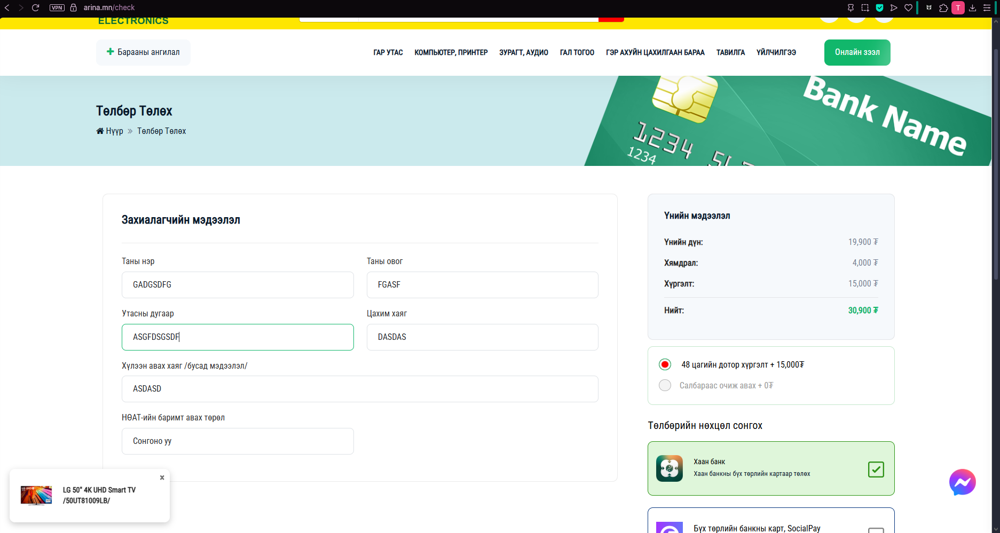 VPN
arina.mn/check
T
ELECTRONICS
Барааны ангилал
ГАР УТАС
КОМПЬЮТЕР, ПРИНТЕР
ЗУРАГТ, АУДИО
ГАЛ ТОГОО
ГЭР АХУЙН ЦАХИЛГААН БАРАА
ТАВИЛГА
ҮЙЛЧИЛГЭЭ
Онлайн зээл
Төлбөр Төлөх
Нүүр » Төлбөр Төлөх
Bank Name
1234
1234
Захиалагчийн мэдээлэл
Таны нэр
Таны овог
GADGSDFG
FGASF
Утасны дугаар
Цахим хаяг
ASGFDSGSDF
DASDAS
Хүлээн авах хаяг /бусад мэдээлэл/
ASDASD
НӨАТ-ийн баримт авах төрөл
Сонгоно уу
Үнийн мэдээлэл
Үнийн дүн: 19,900 ₮
Хямдрал: 4,000 ₮
Хүргэлт: 15,000 ₮
Нийт: 30,900 ₮
48 цагийн дотор хүргэлт + 15,000₮
Салбараас очиж авах + 0₮
Төлбөрийн нөхцөл сонгох
Хаан банк
Хаан банкны бүх төрлийн картаар төлөх
Бүх төрлийн банкны карт, SocialPay
LG 50" 4K UHD Smart TV
/50UT81009LB/